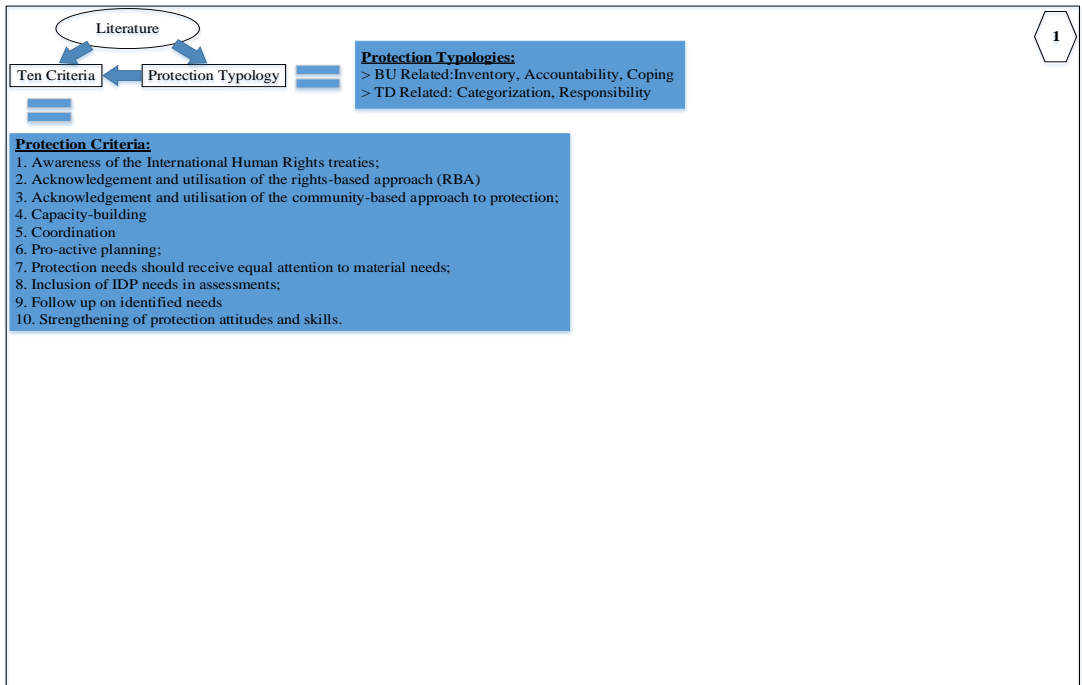 Literature
1
Ten Criteria
Protection Typology
Protection Typologies:
> BU Related:Inventory, Accountability, Coping
> TD Related: Categorization, Responsibility
Protection Criteria:
1. Awareness of the International Human Rights treaties;
2. Acknowledgement and utilisation of the rights-based approach (RBA)
3. Acknowledgement and utilisation of the community-based approach to protection;
4. Capacity-building
5. Coordination
6. Pro-active planning;
7. Protection needs should receive equal attention to material needs;
8. Inclusion of IDP needs in assessments;
9. Follow up on identified needs
10. Strengthening of protection attitudes and skills.